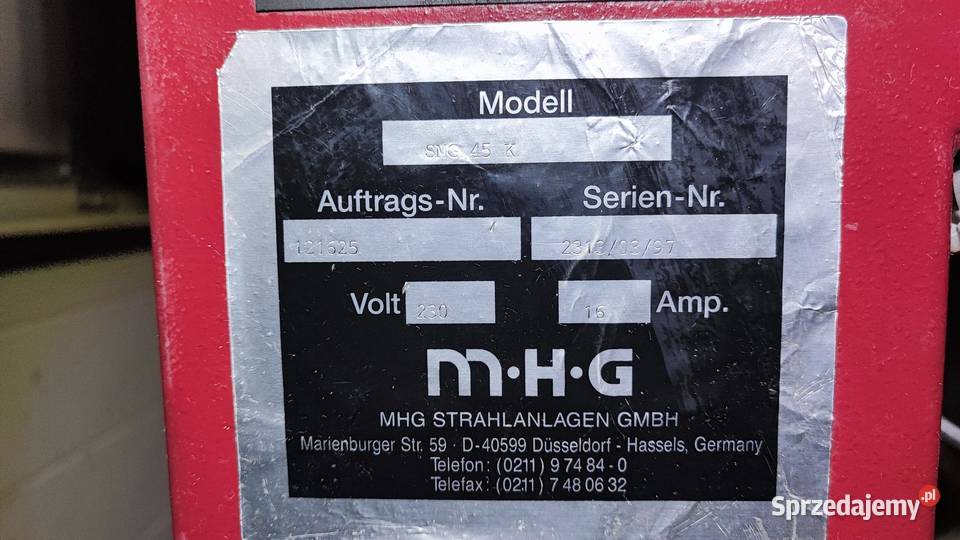 Modell
SMG 45 K
Auftrags-Nr. Serien-Nr.
121625 2313/03/97
Volt 230 16 Amp.
M·H·G
MHG STRAHLANLAGEN GMBH
Marienburger Str. 59 · D-40599 Düsseldorf - Hassels, Germany
Telefon: (0211) 9 74 84 - 0
Telefax: (0211) 7 48 06 32
Sprzedajemy.pl